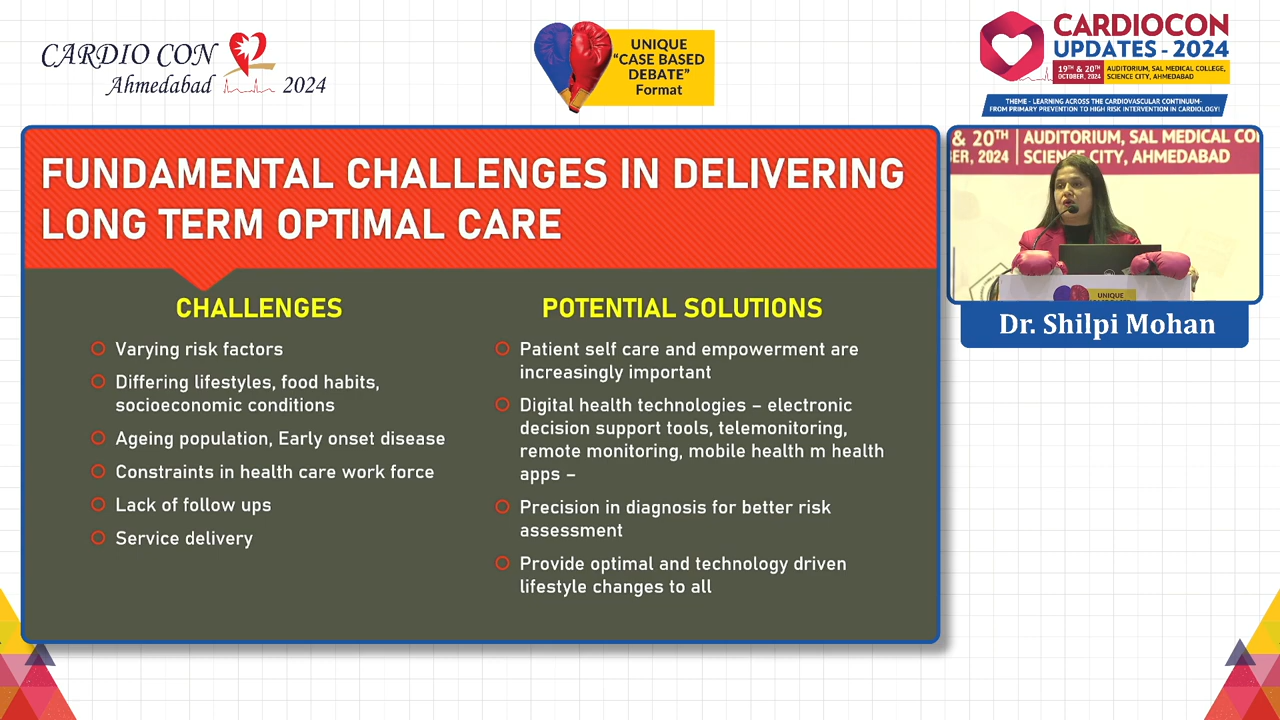 CARDIO CON
Ahmedabad 2024
UNIQUE
"CASE BASED
DEBATE"
Format
CARDIOCON
UPDATES - 2024
19TH & 20TH
OCTOBER, 2024
AUDITORIUM, SAL MEDICAL COLLEGE,
SCIENCE CITY, AHMEDABAD
THEME - LEARNING ACROSS THE CARDIOVASCULAR CONTINUUM-
FROM PRIMARY PREVENTION TO HIGH RISK INTERVENTION IN CARDIOLOGY!
FUNDAMENTAL CHALLENGES IN DELIVERING
LONG TERM OPTIMAL CARE
CHALLENGES
Varying risk factors
Differing lifestyles, food habits,
socioeconomic conditions
Ageing population, Early onset disease
Constraints in health care work force
Lack of follow ups
Service delivery
POTENTIAL SOLUTIONS
Patient self care and empowerment are
increasingly important
Digital health technologies – electronic
decision support tools, telemonitoring,
remote monitoring, mobile health m health
apps –
Precision in diagnosis for better risk
assessment
Provide optimal and technology driven
lifestyle changes to all
& 20TH
BER, 2024
AUDITORIUM, SAL MEDICAL CO
SCIENCE CITY, AHMEDABAD
UNIQUE
Dr. Shilpi Mohan